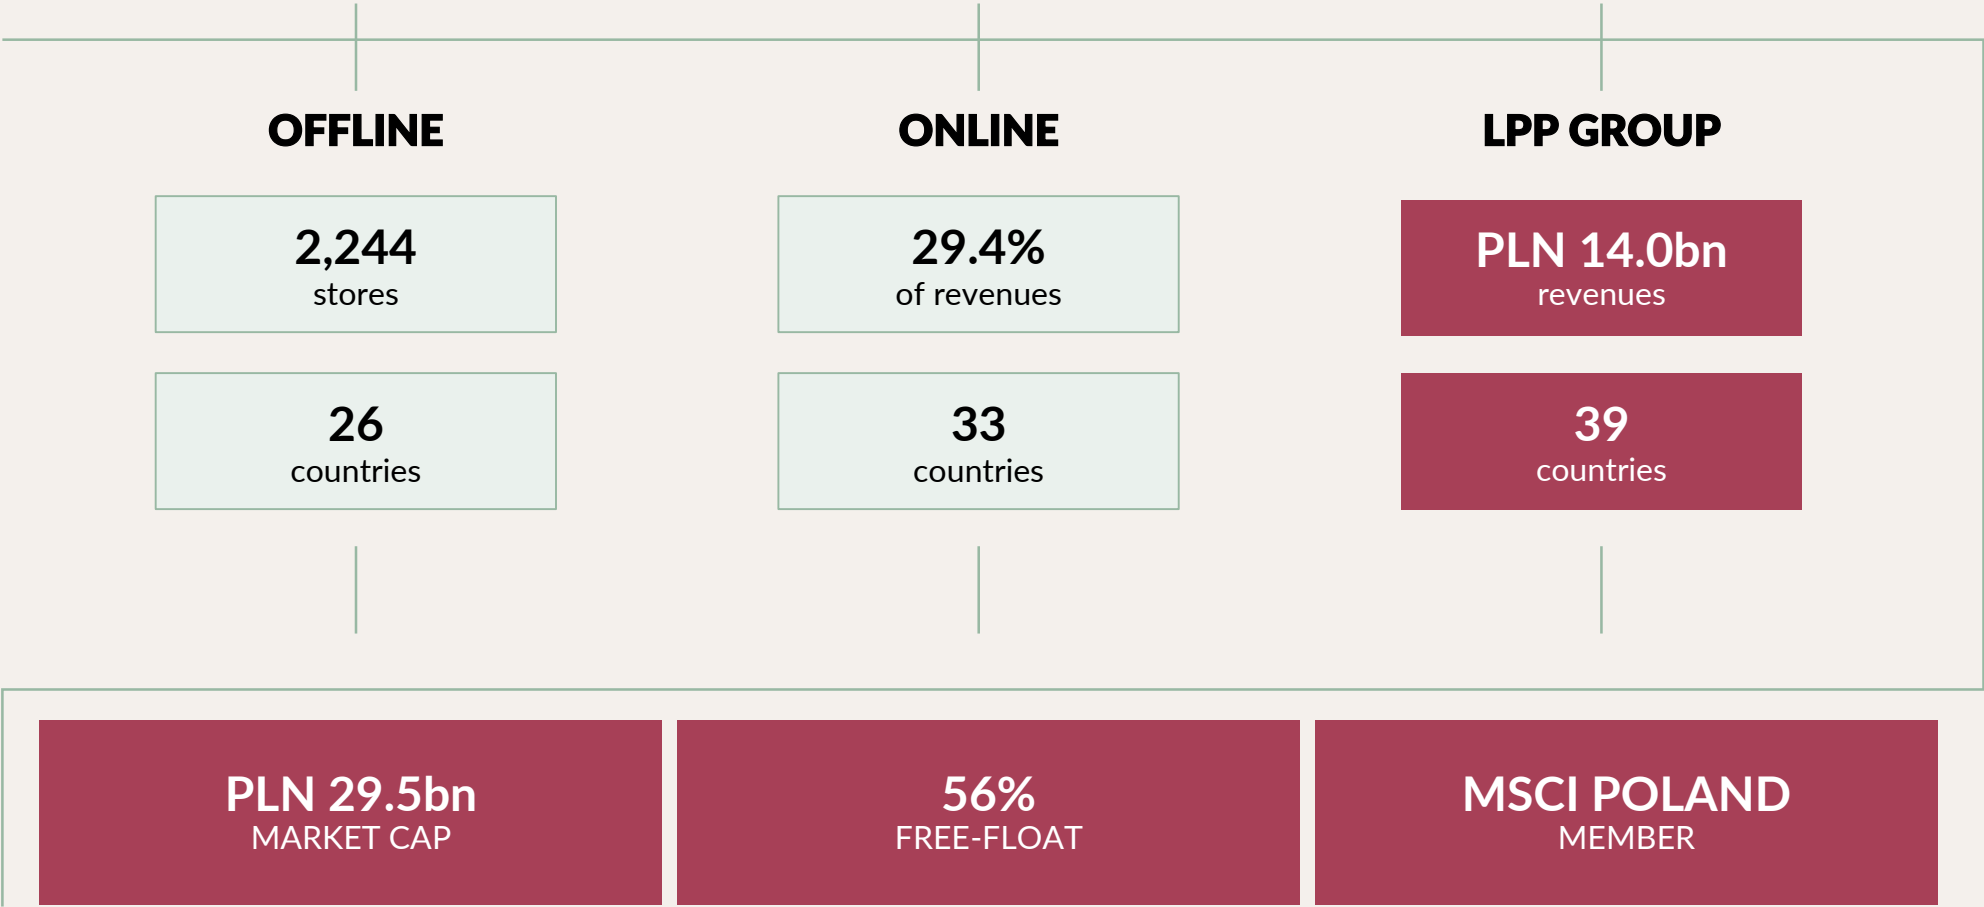 OFFLINE
2,244
stores
26
countries
ONLINE
29.4%
of revenues
33
countries
LPP GROUP
PLN 14.0bn
revenues
39
countries
PLN 29.5bn
MARKET CAP
56%
FREE-FLOAT
MSCI POLAND
MEMBER